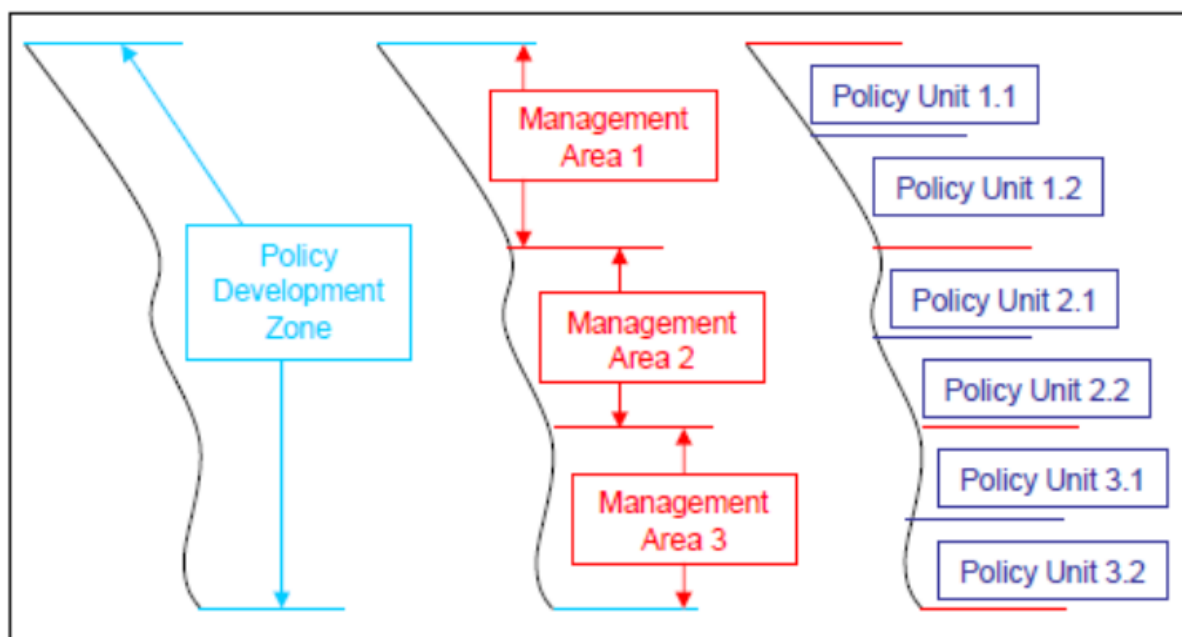 Policy
Development
Zone
Management
Area 1
Management
Area 2
Management
Area 3
Policy Unit 1.1
Policy Unit 1.2
Policy Unit 2.1
Policy Unit 2.2
Policy Unit 3.1
Policy Unit 3.2